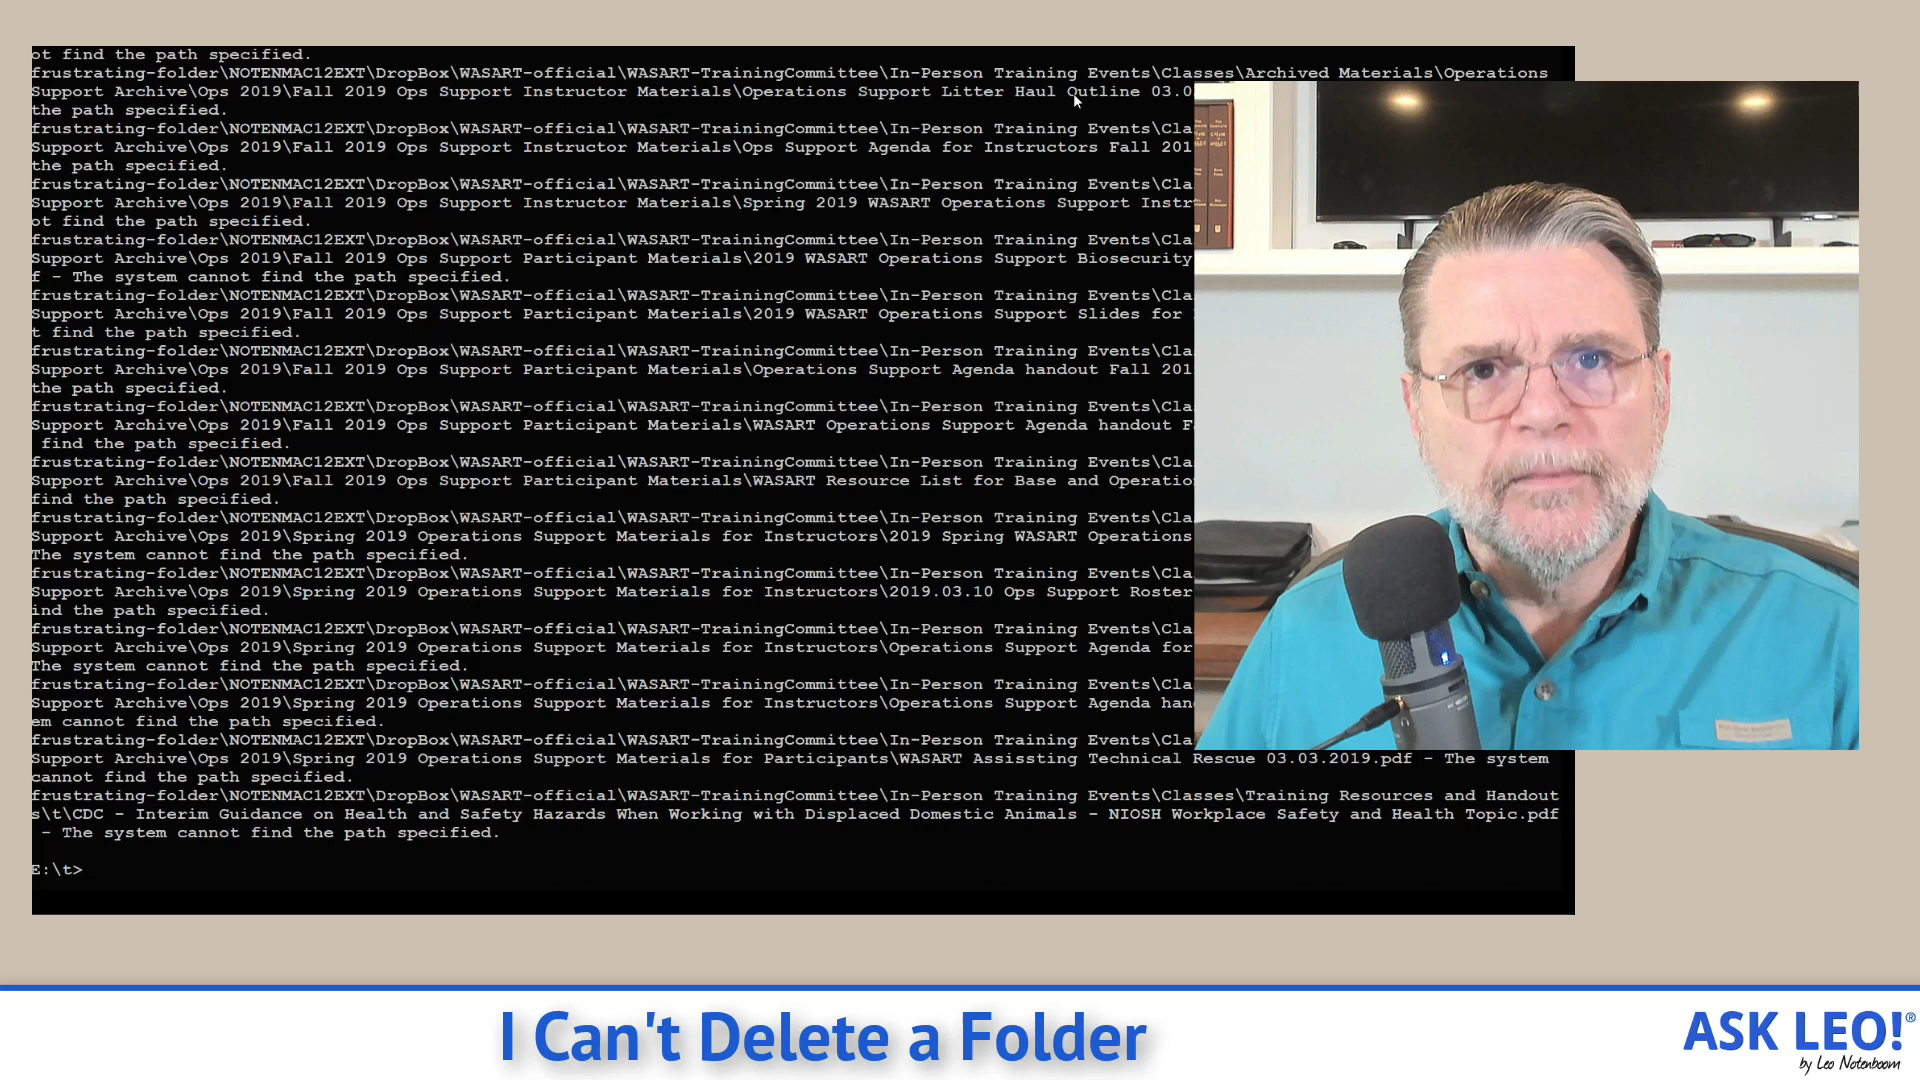 ot find the path specified.
frustrating-folder\NOTENMAC12EXT\DropBox\WASART-official\WASART-TrainingCommittee\In-Person Training Events\Classes\Archived Materials\Operations
Support Archive\Ops 2019\Fall 2019 Ops Support Instructor Materials\Operations Support Litter Haul Outline 03.0
the path specified.
frustrating-folder\NOTENMAC12EXT\DropBox\WASART-official\WASART-TrainingCommittee\In-Person Training Events\Cla
Support Archive\Ops 2019\Fall 2019 Ops Support Instructor Materials\Ops Support Agenda for Instructors Fall 201
the path specified.
frustrating-folder\NOTENMAC12EXT\DropBox\WASART-official\WASART-TrainingCommittee\In-Person Training Events\Cla
Support Archive\Ops 2019\Fall 2019 Ops Support Instructor Materials\Spring 2019 WASART Operations Support Instr
ot find the path specified.
frustrating-folder\NOTENMAC12EXT\DropBox\WASART-official\WASART-TrainingCommittee\In-Person Training Events\Cla
Support Archive\Ops 2019\Fall 2019 Ops Support Participant Materials\2019 WASART Operations Support Biosecurity
f - The system cannot find the path specified.
frustrating-folder\NOTENMAC12EXT\DropBox\WASART-official\WASART-TrainingCommittee\In-Person Training Events\Cla
Support Archive\Ops 2019\Fall 2019 Ops Support Participant Materials\2019 WASART Operations Support Slides for
t find the path specified.
frustrating-folder\NOTENMAC12EXT\DropBox\WASART-official\WASART-TrainingCommittee\In-Person Training Events\Cla
Support Archive\Ops 2019\Fall 2019 Ops Support Participant Materials\Operations Support Agenda handout Fall 201
the path specified.
frustrating-folder\NOTENMAC12EXT\DropBox\WASART-official\WASART-TrainingCommittee\In-Person Training Events\Cla
Support Archive\Ops 2019\Fall 2019 Ops Support Participant Materials\WASART Operations Support Agenda handout F
find the path specified.
frustrating-folder\NOTENMAC12EXT\DropBox\WASART-official\WASART-TrainingCommittee\In-Person Training Events\Cla
Support Archive\Ops 2019\Fall 2019 Ops Support Participant Materials\WASART Resource List for Base and Operatio
find the path specified.
frustrating-folder\NOTENMAC12EXT\DropBox\WASART-official\WASART-TrainingCommittee\In-Person Training Events\Cla
Support Archive\Ops 2019\Spring 2019 Operations Support Materials for Instructors\2019 Spring WASART Operations
The system cannot find the path specified.
frustrating-folder\NOTENMAC12EXT\DropBox\WASART-official\WASART-TrainingCommittee\In-Person Training Events\Cla
Support Archive\Ops 2019\Spring 2019 Operations Support Materials for Instructors\2019.03.10 Ops Support Roster
ind the path specified.
frustrating-folder\NOTENMAC12EXT\DropBox\WASART-official\WASART-TrainingCommittee\In-Person Training Events\Cla
Support Archive\Ops 2019\Spring 2019 Operations Support Materials for Instructors\Operations Support Agenda for
The system cannot find the path specified.
frustrating-folder\NOTENMAC12EXT\DropBox\WASART-official\WASART-TrainingCommittee\In-Person Training Events\Cla
Support Archive\Ops 2019\Spring 2019 Operations Support Materials for Instructors\Operations Support Agenda han
em cannot find the path specified.
frustrating-folder\NOTENMAC12EXT\DropBox\WASART-official\WASART-TrainingCommittee\In-Person Training Events\Cla
Support Archive\Ops 2019\Spring 2019 Operations Support Materials for Participants\WASART Assissting Technical Rescue 03.03.2019.pdf - The system
cannot find the path specified.
frustrating-folder\NOTENMAC12EXT\DropBox\WASART-official\WASART-TrainingCommittee\In-Person Training Events\Classes\Training Resources and Handout
s\t\CDC - Interim Guidance on Health and Safety Hazards When Working with Displaced Domestic Animals - NIOSH Workplace Safety and Health Topic.pdf
- The system cannot find the path specified.
E:\t>
I Can't Delete a Folder
ASK LEO!®
by Leo Notenboom